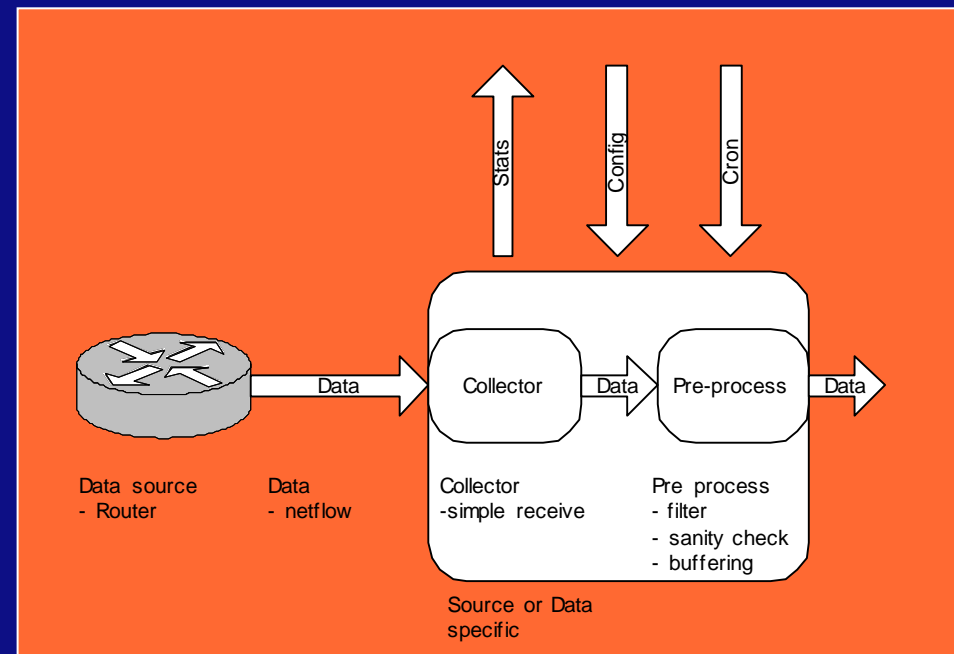 Stats
Config
Cron
Data
Collector
Data
Pre-process
Data
Data source
- Router
Data
- netflow
Collector
-simple receive
Pre process
- filter
- sanity check
- buffering
Source or Data
specific